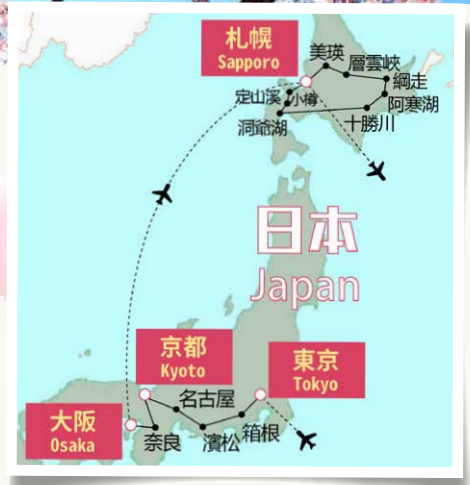 札幌
Sapporo
美瑛
層雲峽
綱走
定山溪
小樽
阿寒湖
洞爺湖
十勝川
日本
Japan
京都
Kyoto
東京
Tokyo
名古屋
大阪
Osaka
奈良
濱松
箱根